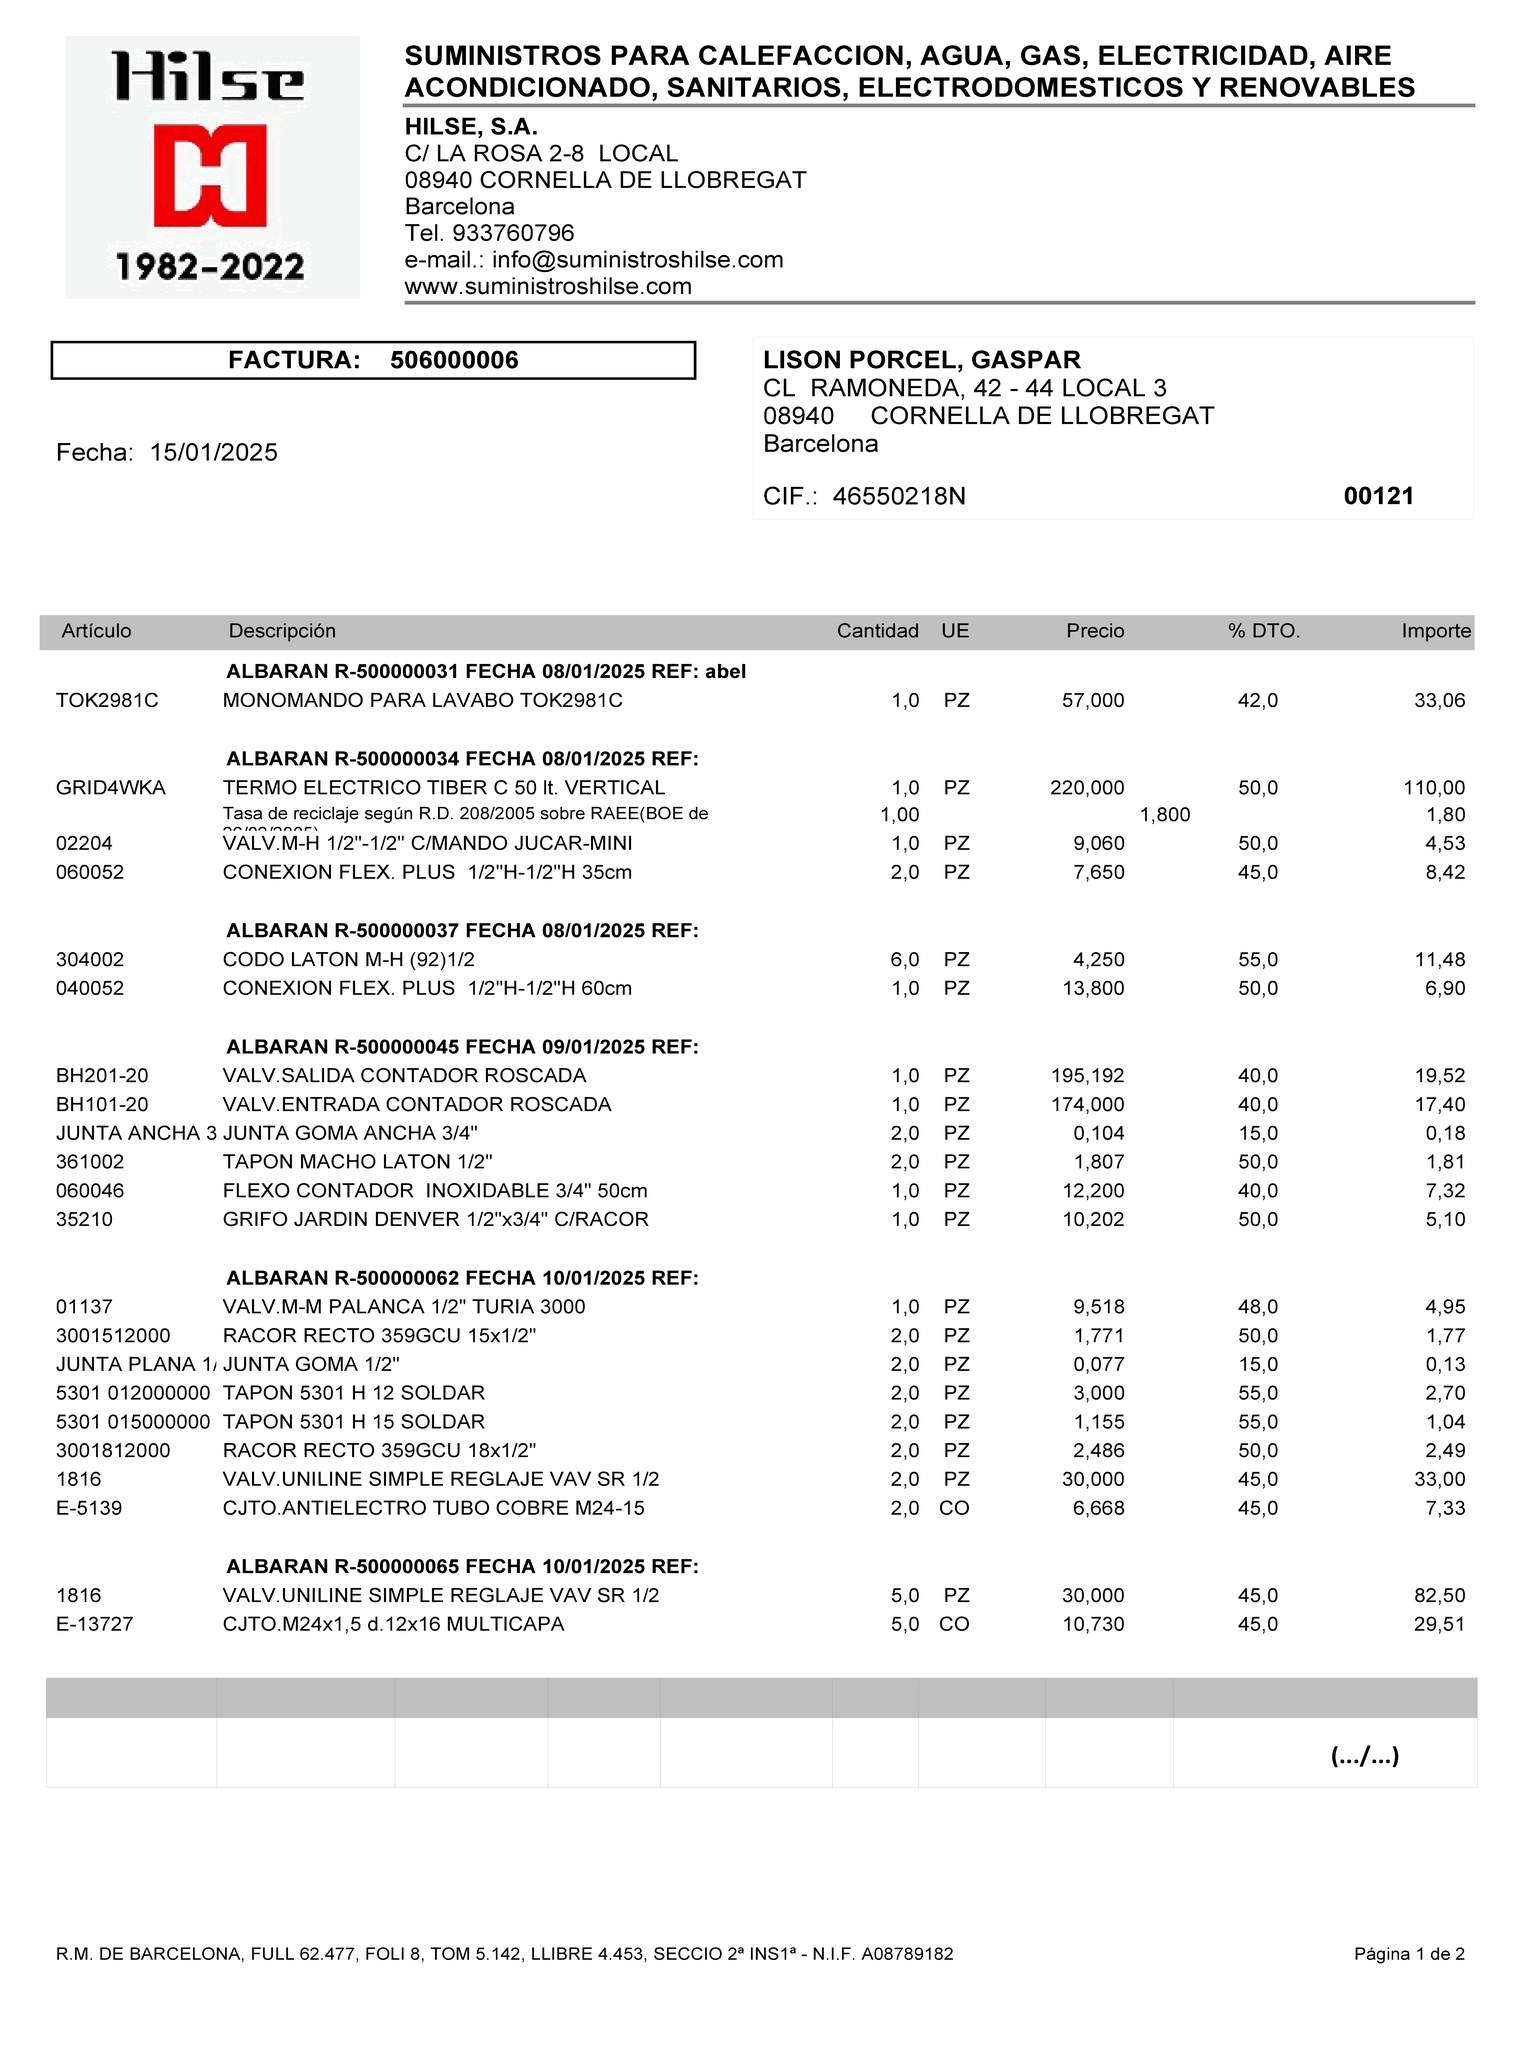 Hilse
1982-2022
SUMINISTROS PARA CALEFACCION, AGUA, GAS, ELECTRICIDAD, AIRE
ACONDICIONADO, SANITARIOS, ELECTRODOMESTICOS Y RENOVABLES
HILSE, S.A.
C/ LA ROSA 2-8 LOCAL
08940 CORNELLA DE LLOBREGAT
Barcelona
Tel. 933760796
e-mail.: info@suministroshilse.com
www.suministroshilse.com
FACTURA: 506000006
Fecha: 15/01/2025
LISON PORCEL, GASPAR
CL RAMONEDA, 42 - 44 LOCAL 3
08940 CORNELLA DE LLOBREGAT
Barcelona
CIF.: 46550218N 00121
Artículo Descripción Cantidad UE Precio % DTO. Importe
ALBARAN R-500000031 FECHA 08/01/2025 REF: abel
TOK2981C MONOMANDO PARA LAVABO TOK2981C 1,0 PZ 57,000 42,0 33,06
ALBARAN R-500000034 FECHA 08/01/2025 REF:
GRID4WKA TERMO ELECTRICO TIBER C 50 lt. VERTICAL 1,0 PZ 220,000 50,0 110,00
Tasa de reciclaje según R.D. 208/2005 sobre RAEE(BOE de 1,00 1,800 1,80
02204 VALV.M-H 1/2"-1/2" C/MANDO JUCAR-MINI 1,0 PZ 9,060 50,0 4,53
060052 CONEXION FLEX. PLUS 1/2"H-1/2"H 35cm 2,0 PZ 7,650 45,0 8,42
ALBARAN R-500000037 FECHA 08/01/2025 REF:
304002 CODO LATON M-H (92)1/2 6,0 PZ 4,250 55,0 11,48
040052 CONEXION FLEX. PLUS 1/2"H-1/2"H 60cm 1,0 PZ 13,800 50,0 6,90
ALBARAN R-500000045 FECHA 09/01/2025 REF:
BH201-20 VALV.SALIDA CONTADOR ROSCADA 1,0 PZ 195,192 40,0 19,52
BH101-20 VALV.ENTRADA CONTADOR ROSCADA 1,0 PZ 174,000 40,0 17,40
JUNTA ANCHA 3 JUNTA GOMA ANCHA 3/4" 2,0 PZ 0,104 15,0 0,18
361002 TAPON MACHO LATON 1/2" 2,0 PZ 1,807 50,0 1,81
060046 FLEXO CONTADOR INOXIDABLE 3/4" 50cm 1,0 PZ 12,200 40,0 7,32
35210 GRIFO JARDIN DENVER 1/2"x3/4" C/RACOR 1,0 PZ 10,202 50,0 5,10
ALBARAN R-500000062 FECHA 10/01/2025 REF:
01137 VALV.M-M PALANCA 1/2" TURIA 3000 1,0 PZ 9,518 48,0 4,95
3001512000 RACOR RECTO 359GCU 15x1/2" 2,0 PZ 1,771 50,0 1,77
JUNTA PLANA 1/ JUNTA GOMA 1/2" 2,0 PZ 0,077 15,0 0,13
5301 012000000 TAPON 5301 H 12 SOLDAR 2,0 PZ 3,000 55,0 2,70
5301 015000000 TAPON 5301 H 15 SOLDAR 2,0 PZ 1,155 55,0 1,04
3001812000 RACOR RECTO 359GCU 18x1/2" 2,0 PZ 2,486 50,0 2,49
1816 VALV.UNILINE SIMPLE REGLAJE VAV SR 1/2 2,0 PZ 30,000 45,0 33,00
E-5139 CJTO.ANTIELECTRO TUBO COBRE M24-15 2,0 CO 6,668 45,0 7,33
ALBARAN R-500000065 FECHA 10/01/2025 REF:
1816 VALV.UNILINE SIMPLE REGLAJE VAV SR 1/2 5,0 PZ 30,000 45,0 82,50
E-13727 CJTO.M24x1,5 d.12x16 MULTICAPA 5,0 CO 10,730 45,0 29,51
(.../...)
R.M. DE BARCELONA, FULL 62.477, FOLI 8, TOM 5.142, LLIBRE 4.453, SECCIO 2ª INS1ª - N.I.F. A08789182 Página 1 de 2